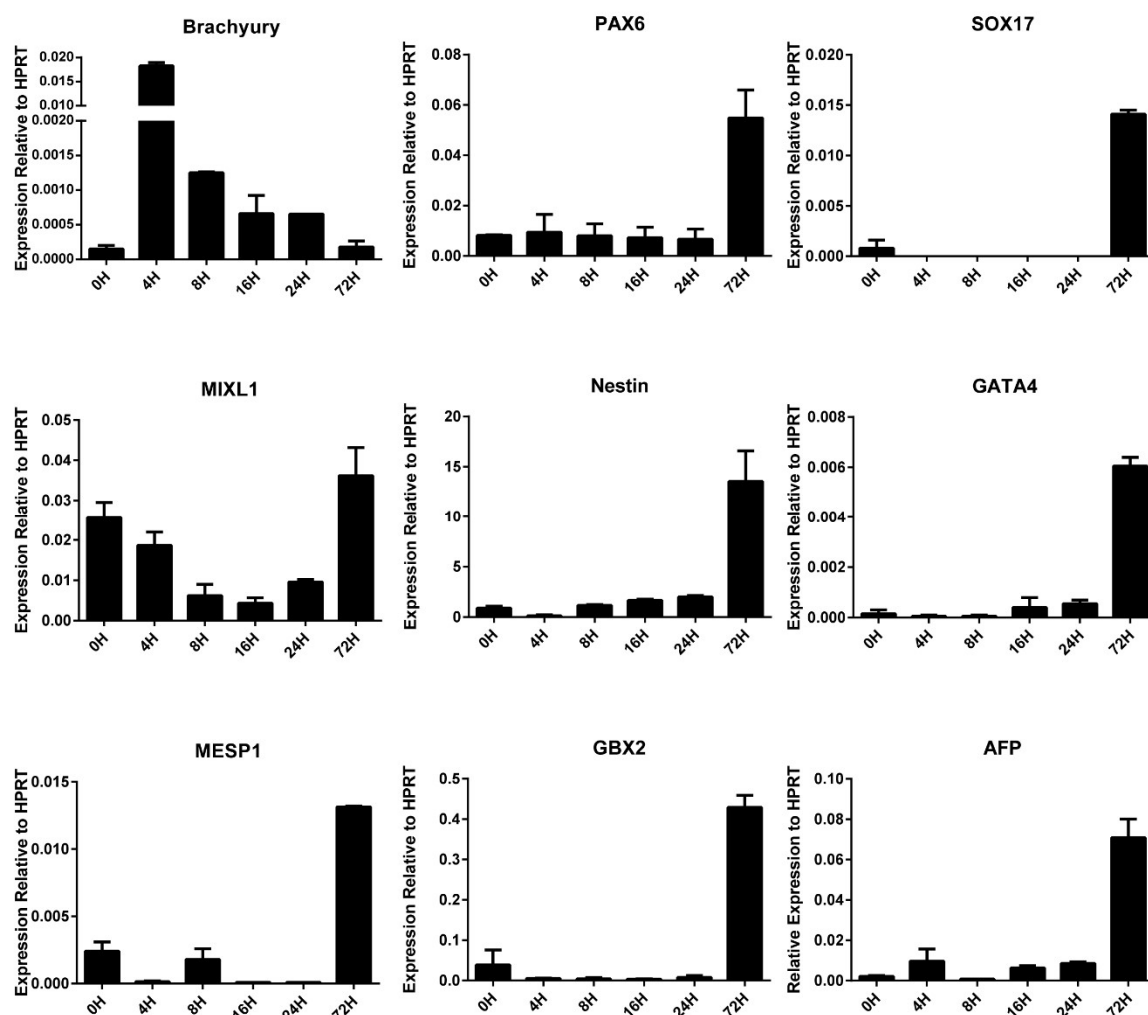 Brachyury
Expression Relative to HPRT
0.020
0.015
0.010
0.0020
0.0015
0.0010
0.0005
0.0000
0H 4H 8H 16H 24H 72H
PAX6
Expression Relative to HPRT
0.08
0.06
0.04
0.02
0.00
0H 4H 8H 16H 24H 72H
SOX17
Expression Relative to HPRT
0.020
0.015
0.010
0.005
0.000
0H 4H 8H 16H 24H 72H
MIXL1
Expression Relative to HPRT
0.05
0.04
0.03
0.02
0.01
0.00
0H 4H 8H 16H 24H 72H
Nestin
Expression Relative to HPRT
20
15
10
5
0
0H 4H 8H 16H 24H 72H
GATA4
Expression Relative to HPRT
0.008
0.006
0.004
0.002
0.000
0H 4H 8H 16H 24H 72H
MESP1
Expression Relative to HPRT
0.015
0.010
0.005
0.000
0H 4H 8H 16H 24H 72H
GBX2
Expression Relative to HPRT
0.5
0.4
0.3
0.2
0.1
0.0
0H 4H 8H 16H 24H 72H
AFP
Relative Expression to HPRT
0.10
0.08
0.06
0.04
0.02
0.00
0H 4H 8H 16H 24H 72H